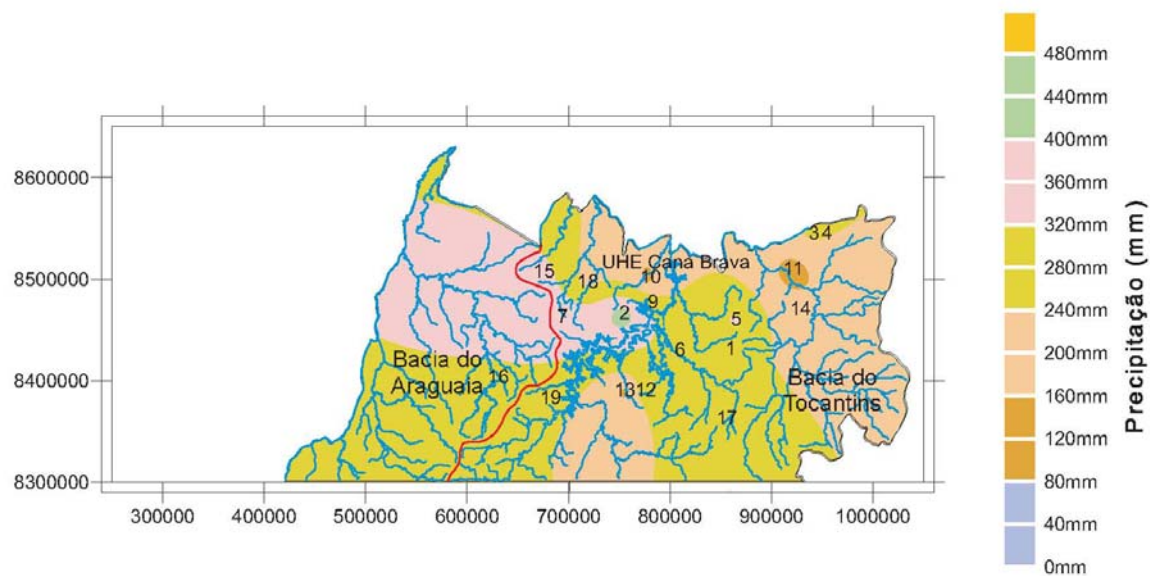 480mm
440mm
400mm
360mm
320mm
280mm
240mm
200mm
160mm
120mm
80mm
40mm
0mm
Precipitação (mm)
8600000
8500000
8400000
8300000
300000 400000 500000 600000 700000 800000 900000 1000000
34
UHE Cana Brava
15
18
10
11
9
14
7
2
5
6
1
Bacia do
Araguaia
16
19
1312
Bacia do
Tocantins
17